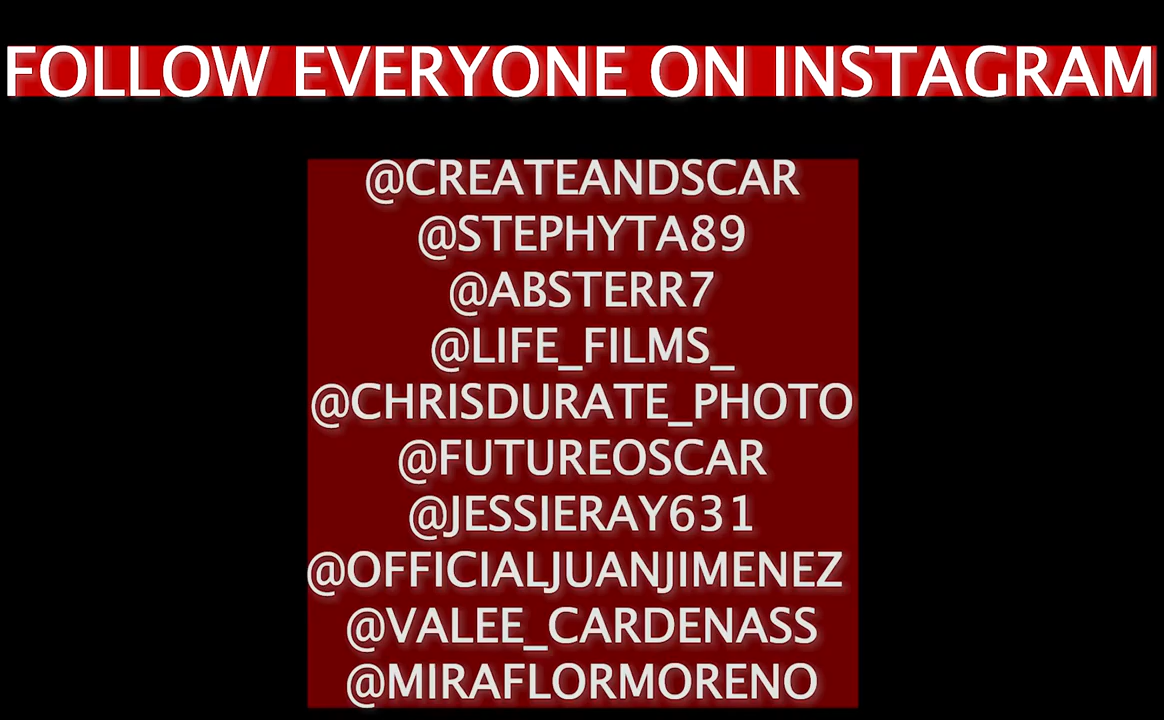 FOLLOW EVERYONE ON INSTAGRAM
@CREATEANDSCAR
@STEPHYTA89
@ABSTERR7
@LIFE_FILMS_
@CHRISDURATE_PHOTO
@FUTUREOSCAR
@JESSIERAY631
@OFFICIALJUANJIMENEZ
@VALEE_CARDENASS
@MIRAFLORMORENO